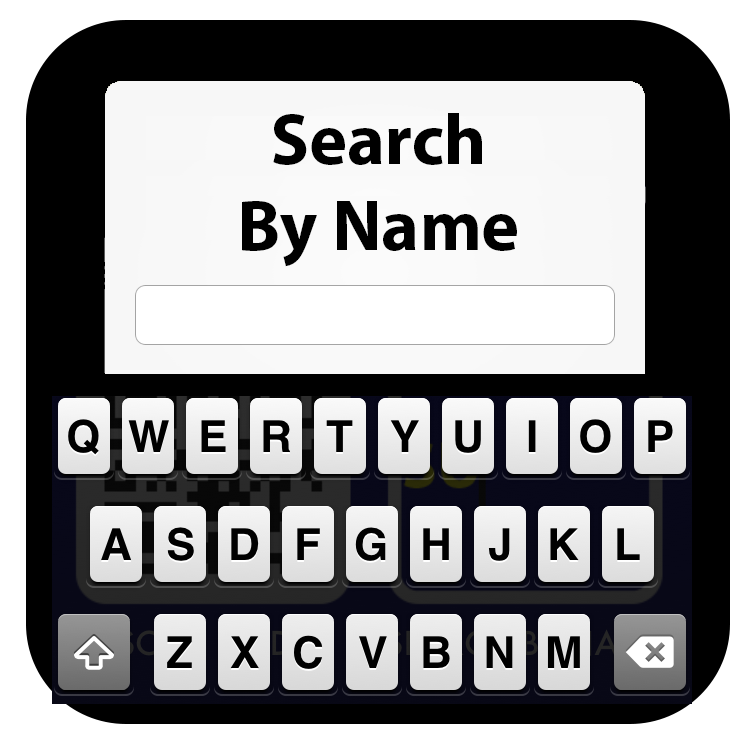 Search
By Name
Q W E R T Y U I O P
A S D F G H J K L
Z X C V B N M